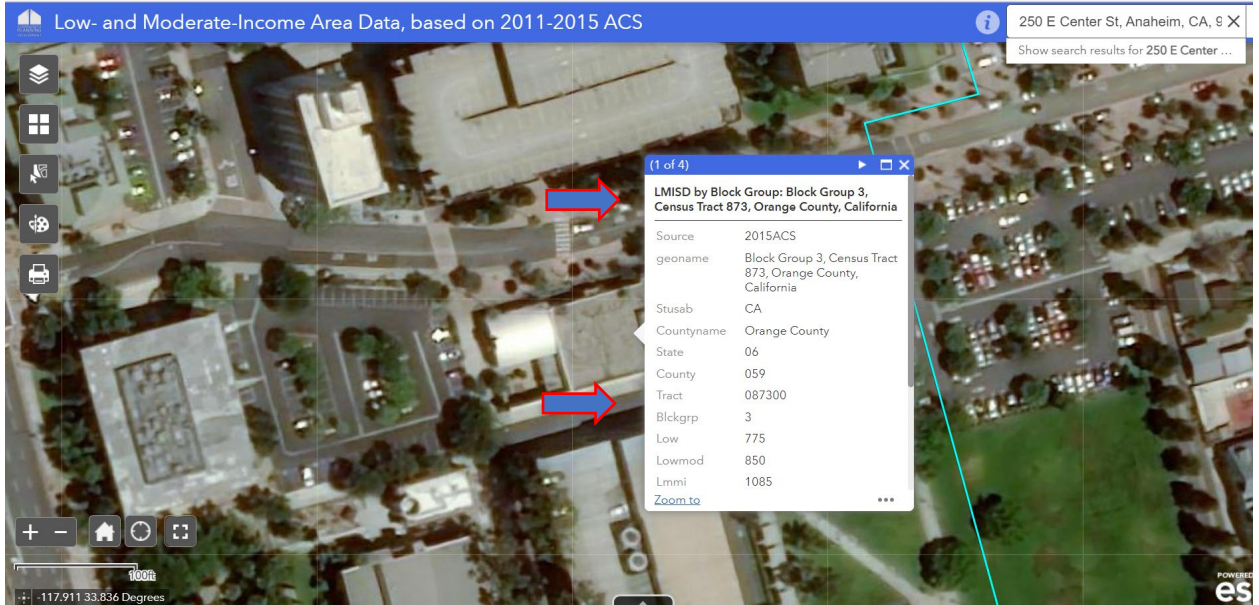 Low- and Moderate-Income Area Data, based on 2011-2015 ACS
i
250 E Center St, Anaheim, CA, 9
Show search results for 250 E Center ...
(1 of 4)
LMISD by Block Group: Block Group 3,
Census Tract 873, Orange County, California
Source 2015ACS
geoname Block Group 3, Census Tract
873, Orange County,
California
Stusab CA
Countyname Orange County
State 06
County 059
Tract 087300
Blckgrp 3
Low 775
Lowmod 850
Lmmi 1085
Zoom to
100ft
-117.911 33.836 Degrees
POWERED
es